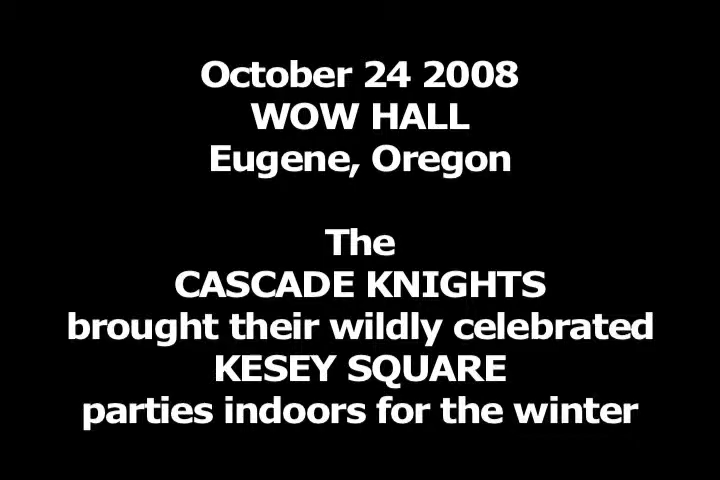 October 24 2008
WOW HALL
Eugene, Oregon
The
CASCADE KNIGHTS
brought their wildly celebrated
KESEY SQUARE
parties indoors for the winter